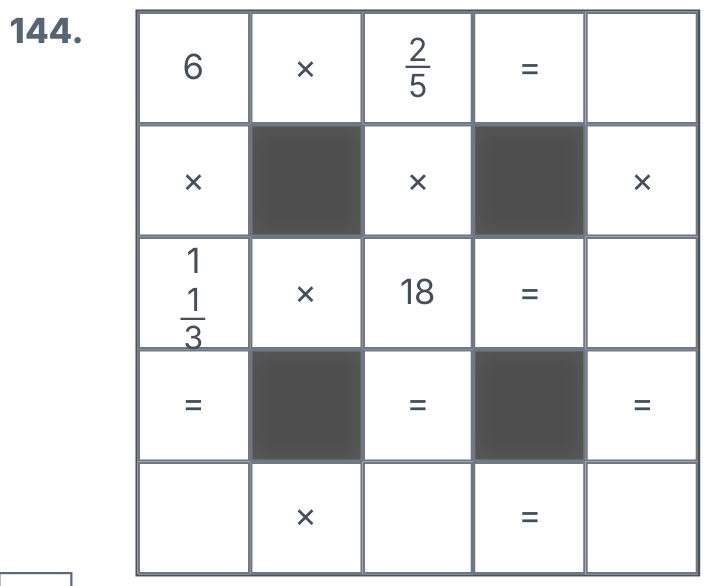 144.
6 × 2/5 =
× × ×
1 1/3 × 18 =
= = =
× =